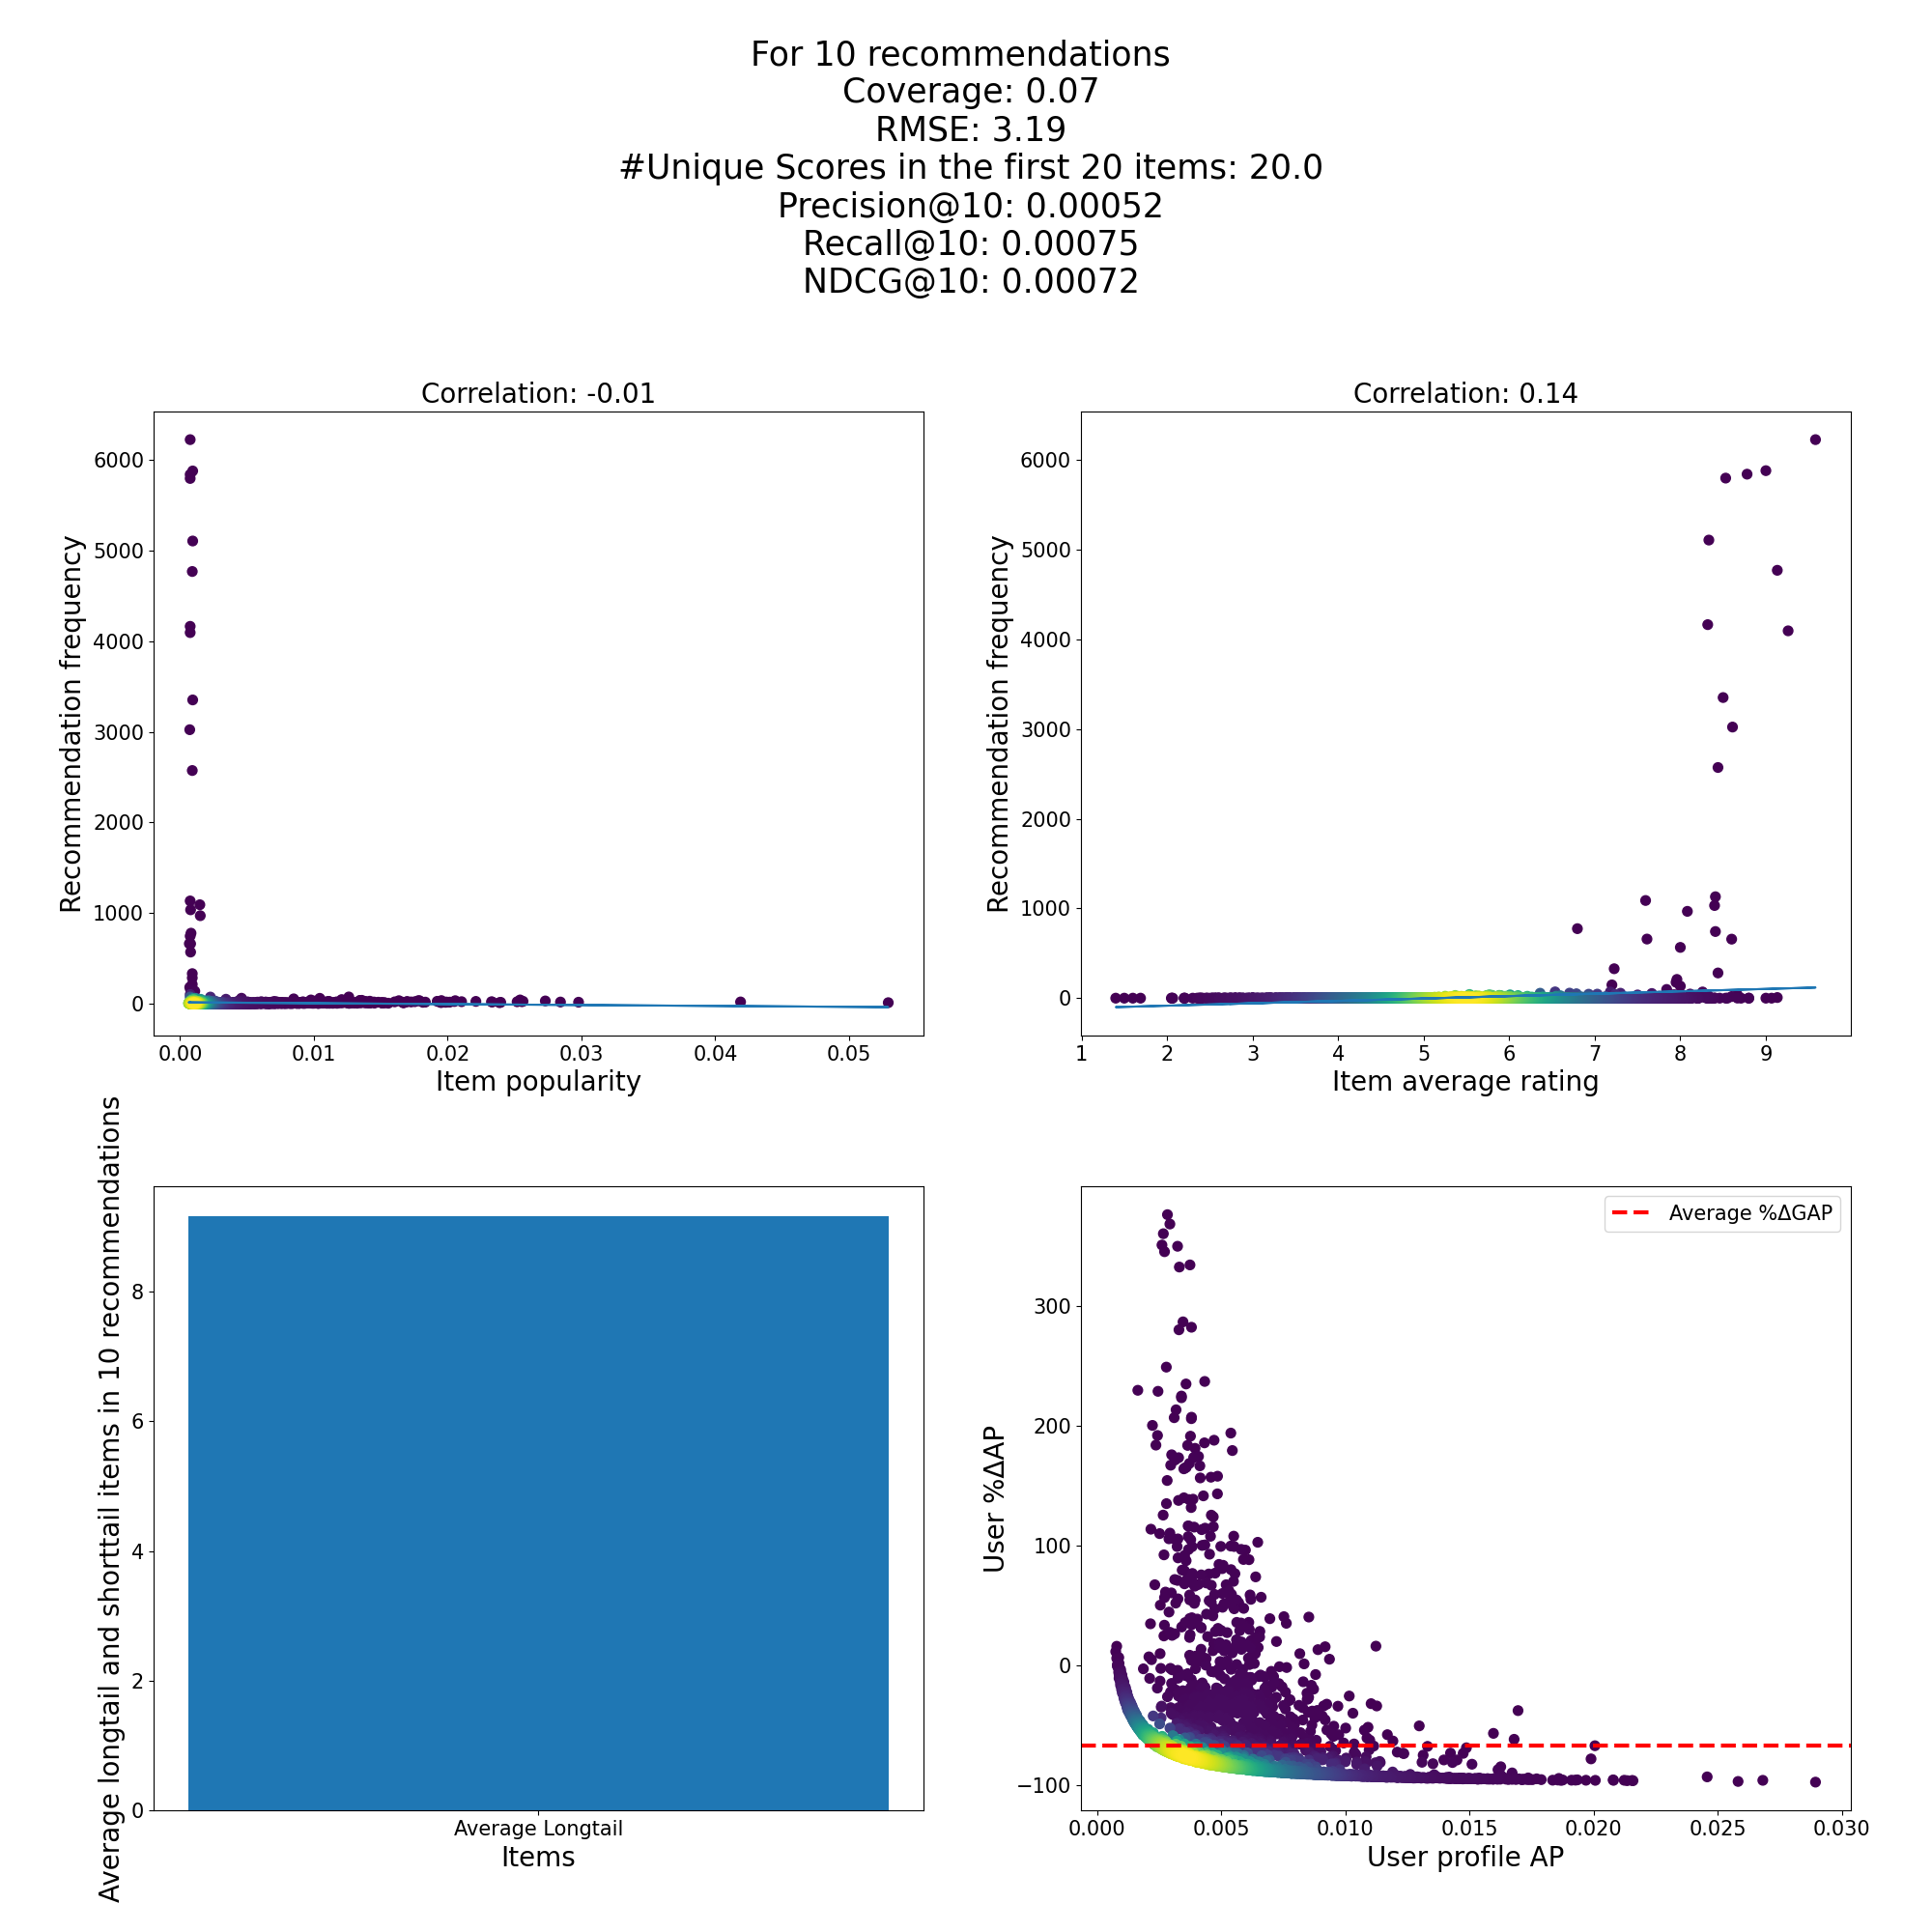 For 10 recommendations
Coverage: 0.07
RMSE: 3.19
#Unique Scores in the first 20 items: 20.0
Precision@10: 0.00052
Recall@10: 0.00075
NDCG@10: 0.00072
Correlation: -0.01
Recommendation frequency
6000
5000
4000
3000
2000
1000
0
0.00 0.01 0.02 0.03 0.04 0.05
Item popularity
Correlation: 0.14
Recommendation frequency
6000
5000
4000
3000
2000
1000
0
1 2 3 4 5 6 7 8 9
Item average rating
Average longtail and shorttail items in 10 recommendations
8
6
4
2
0
Average Longtail
Items
Average %ΔGAP
User %ΔAP
300
200
100
0
−100
0.000 0.005 0.010 0.015 0.020 0.025 0.030
User profile AP